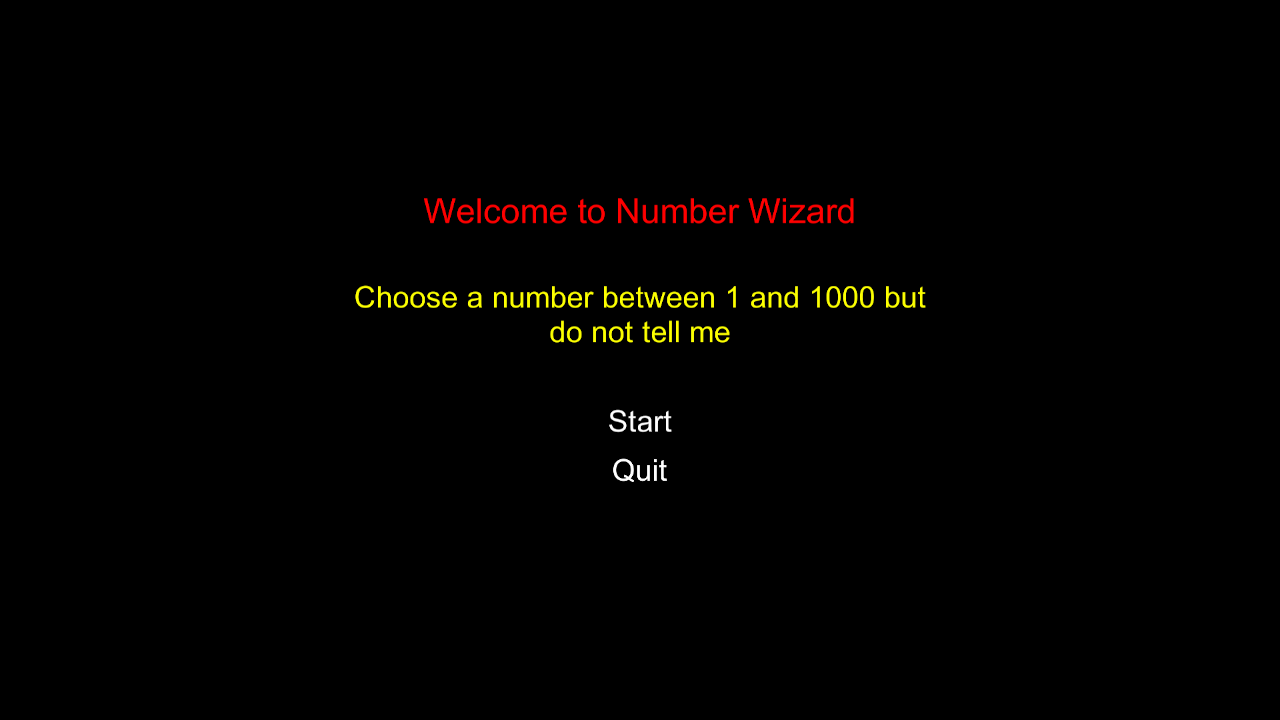 Welcome to Number Wizard
Choose a number between 1 and 1000 but
do not tell me
Start
Quit